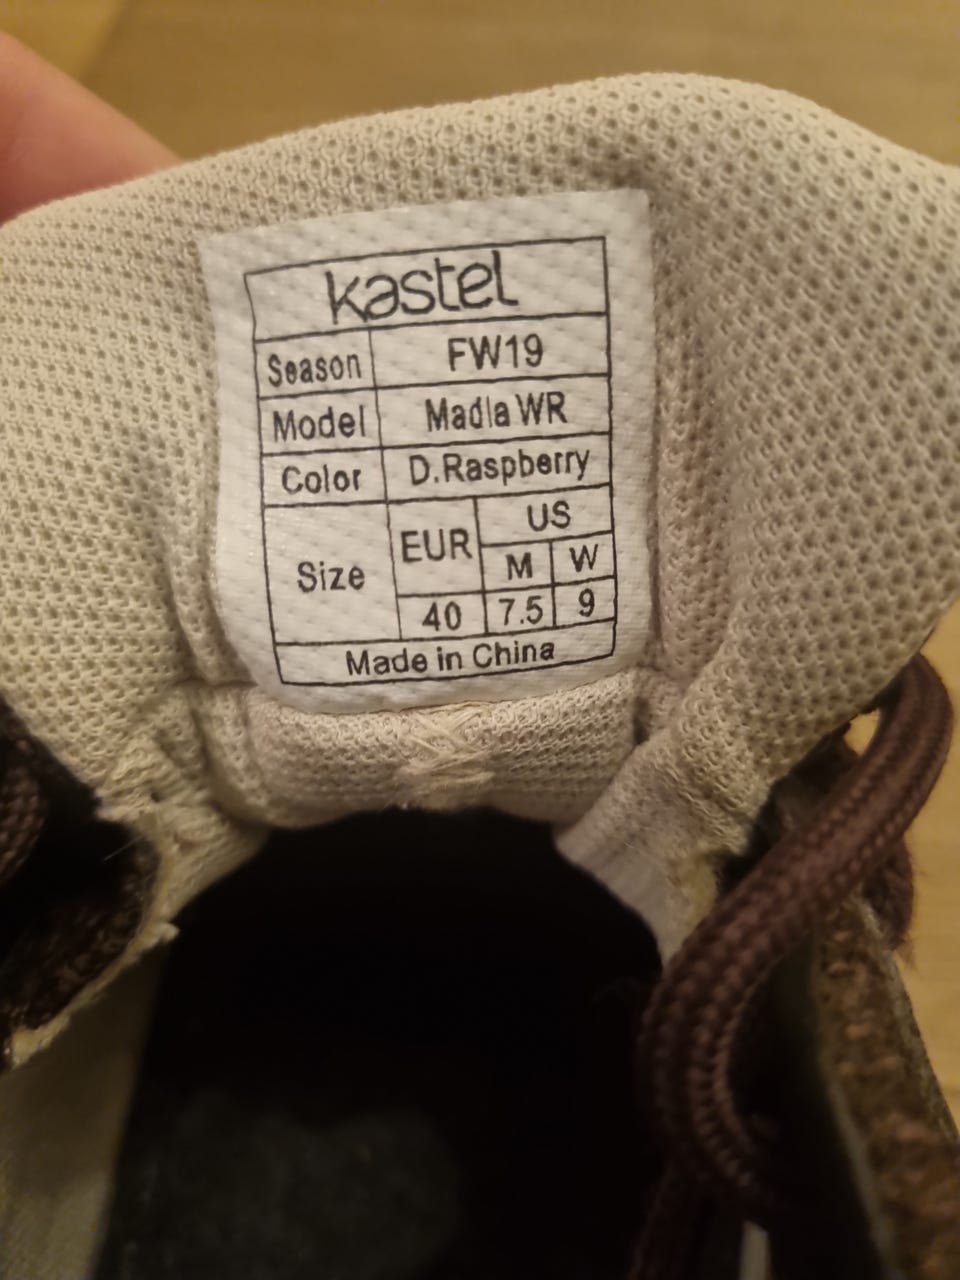 kastel
Season FW19
Model Madla WR
Color D.Raspberry
Size EUR US
M W
40 7.5 9
Made in China